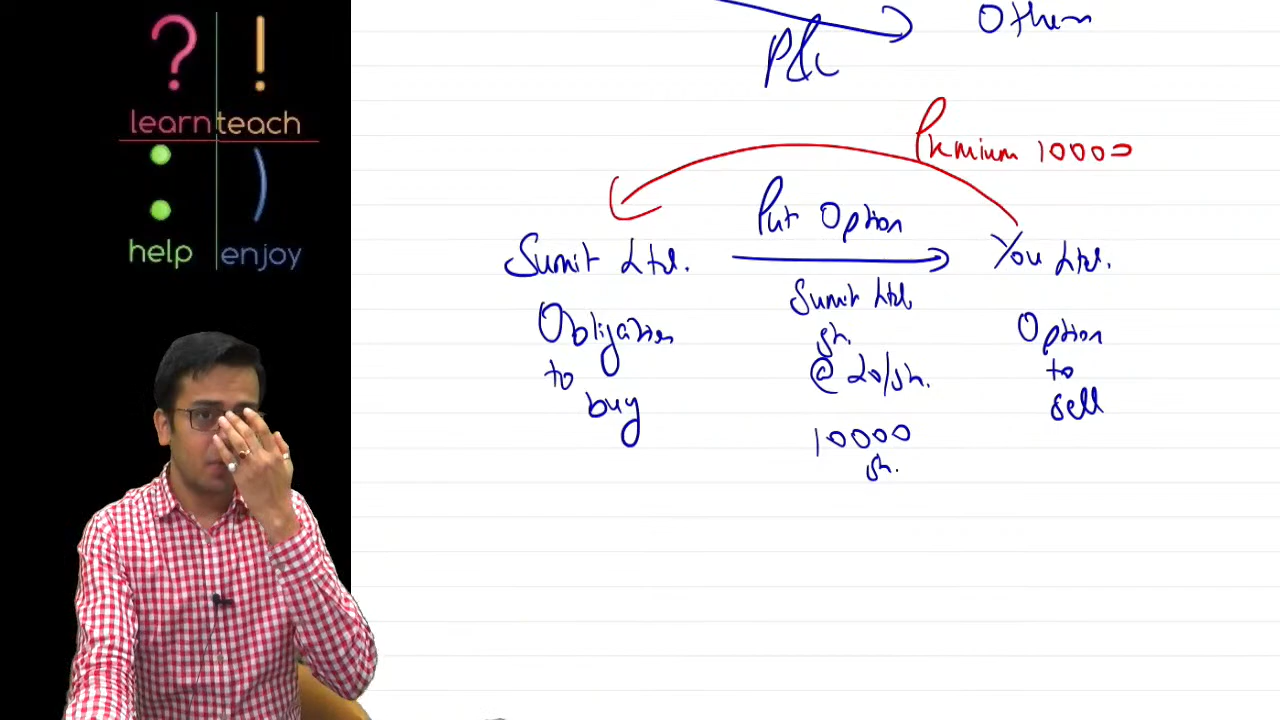 ? !
learn teach
: )
help enjoy
Others
Premium 10000
Put Option
Sumit Ltd.
You Ltd.
Sumit Ltd
sh.
@ 20/sh.
10000
sh.
Obligation
to
buy
Option
to
sell